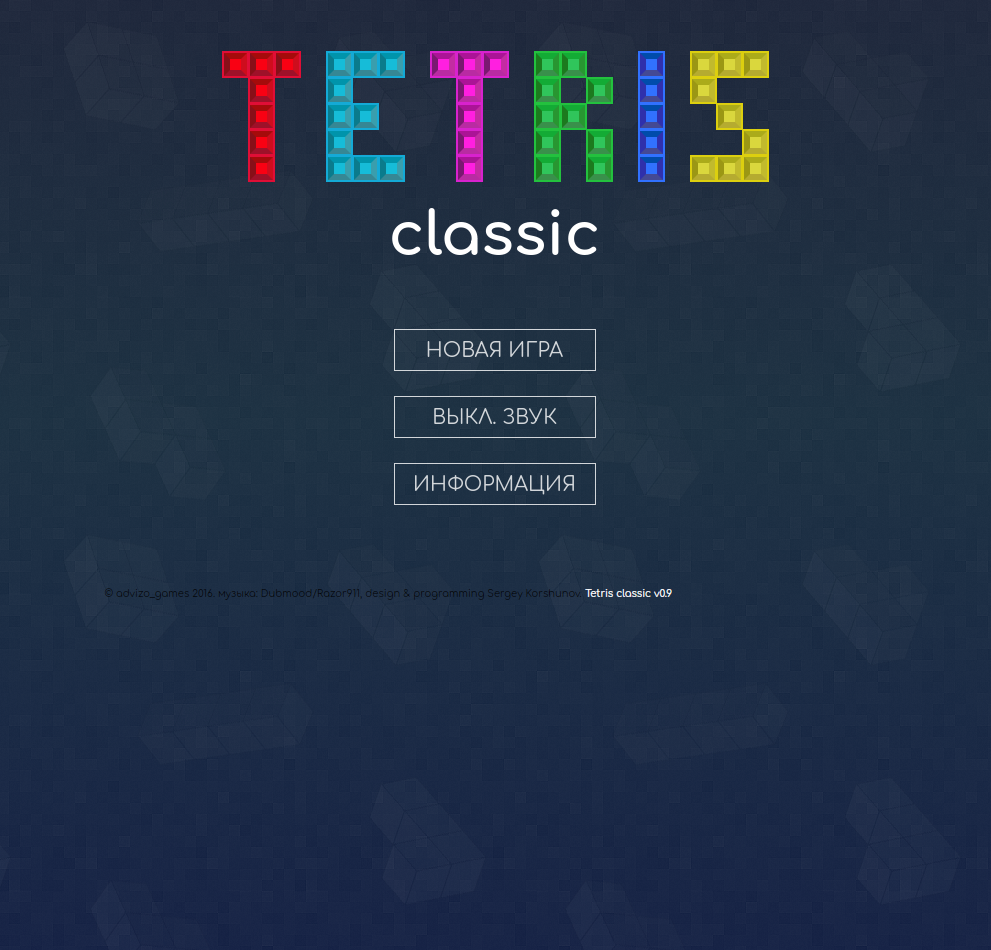 TETRIS
classic
НОВАЯ ИГРА
ВЫКЛ. ЗВУК
ИНФОРМАЦИЯ
© advizo_games 2016. музыка: Dubmood/Razor911, design & programming Sergey Korshunov. Tetris classic v0.9